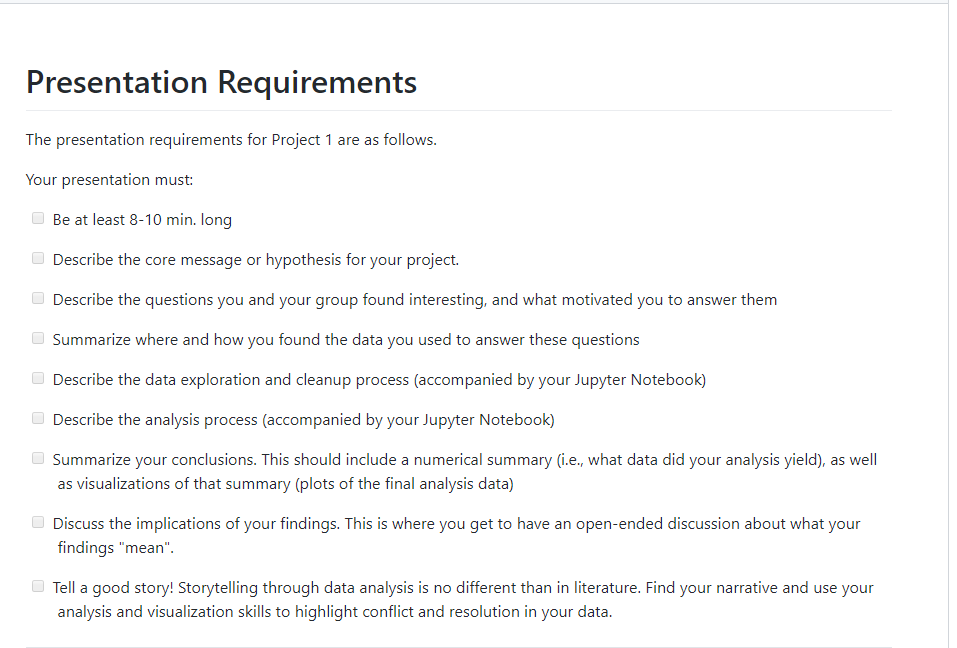 Presentation Requirements
The presentation requirements for Project 1 are as follows.
Your presentation must:
Be at least 8-10 min. long
Describe the core message or hypothesis for your project.
Describe the questions you and your group found interesting, and what motivated you to answer them
Summarize where and how you found the data you used to answer these questions
Describe the data exploration and cleanup process (accompanied by your Jupyter Notebook)
Describe the analysis process (accompanied by your Jupyter Notebook)
Summarize your conclusions. This should include a numerical summary (i.e., what data did your analysis yield), as well
as visualizations of that summary (plots of the final analysis data)
Discuss the implications of your findings. This is where you get to have an open-ended discussion about what your
findings "mean".
Tell a good story! Storytelling through data analysis is no different than in literature. Find your narrative and use your
analysis and visualization skills to highlight conflict and resolution in your data.